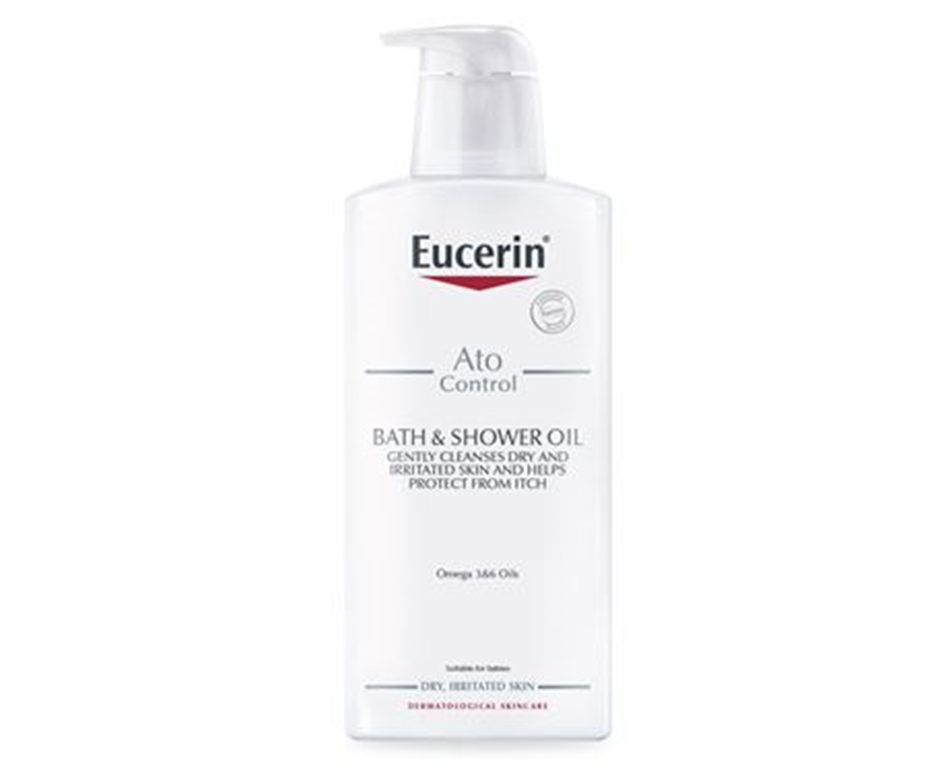 Eucerin®
Ato
Control
BATH & SHOWER OIL
GENTLY CLEANSES DRY AND
IRRITATED SKIN AND HELPS
PROTECT FROM ITCH
Omega 3&6 Oils
Suitable for babies
DRY, IRRITATED SKIN
DERMATOLOGICAL SKINCARE